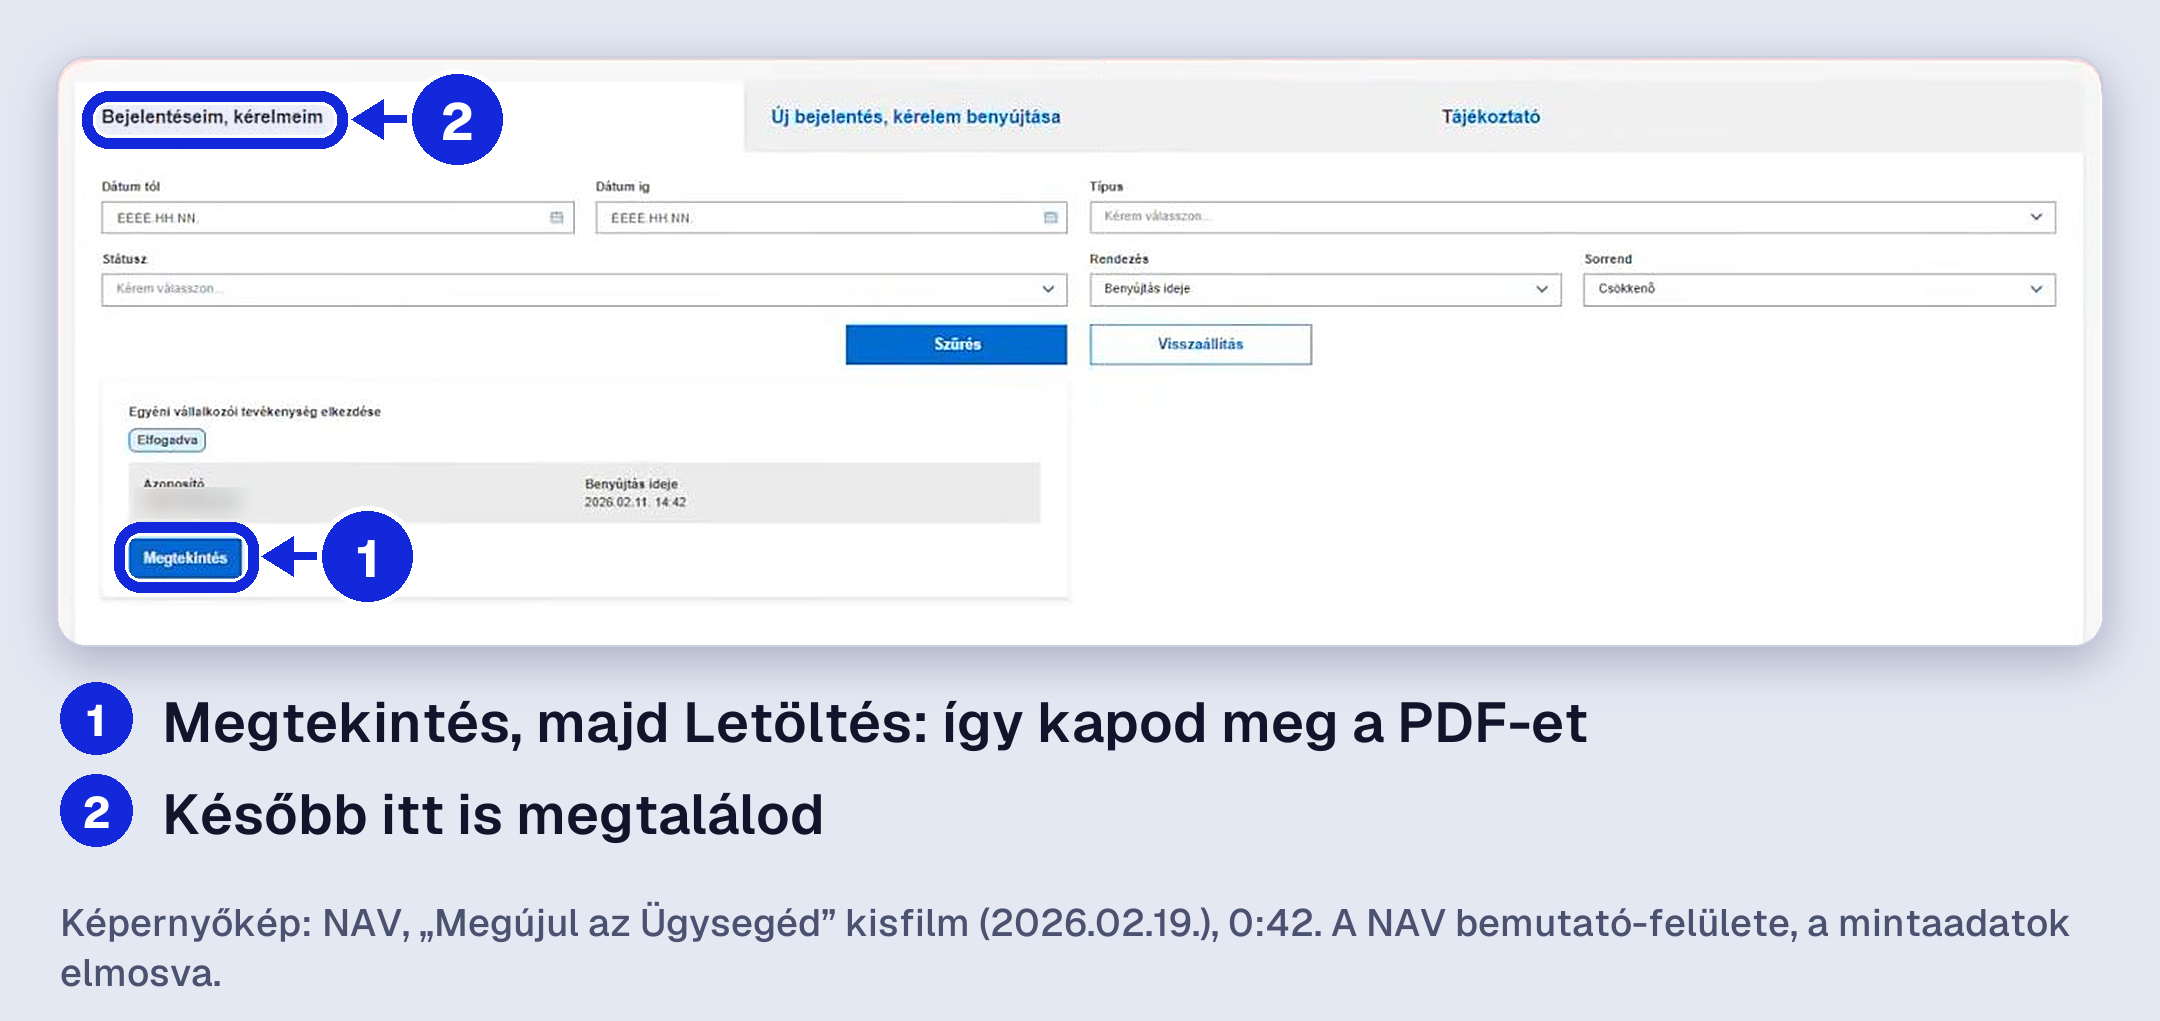 Bejelentéseim, kérelmeim
2
Új bejelentés, kérelem benyújtása
Tájékoztató
Dátum tól
Dátum ig
Típus
ÉÉÉÉ.HH.NN.
ÉÉÉÉ.HH.NN.
Kérem válasszon...
Státusz
Rendezés
Sorrend
Kérem válasszon...
Benyújtás ideje
Csökkenő
Szűrés
Visszaállítás
Egyéni vállalkozói tevékenység elkezdése
Elfogadva
Azonosító
Benyújtás ideje
2026.02.11. 14:42
Megtekintés
1
1 Megtekintés, majd Letöltés: így kapod meg a PDF-et
2 Később itt is megtalálod
Képernyőkép: NAV, „Megújul az Ügysegéd” kisfilm (2026.02.19.), 0:42. A NAV bemutató-felülete, a mintaadatok
elmosva.